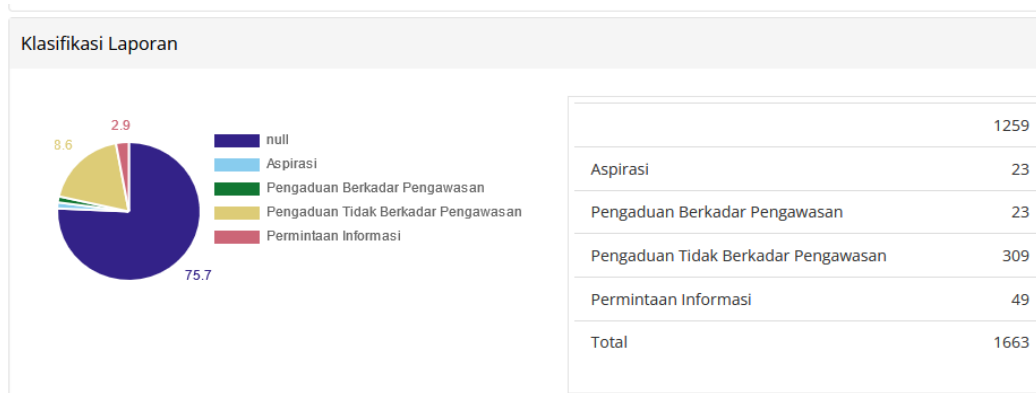 Klasifikasi Laporan
2.9
8.6
75.7
null
Aspirasi
Pengaduan Berkadar Pengawasan
Pengaduan Tidak Berkadar Pengawasan
Permintaan Informasi
1259
Aspirasi 23
Pengaduan Berkadar Pengawasan 23
Pengaduan Tidak Berkadar Pengawasan 309
Permintaan Informasi 49
Total 1663